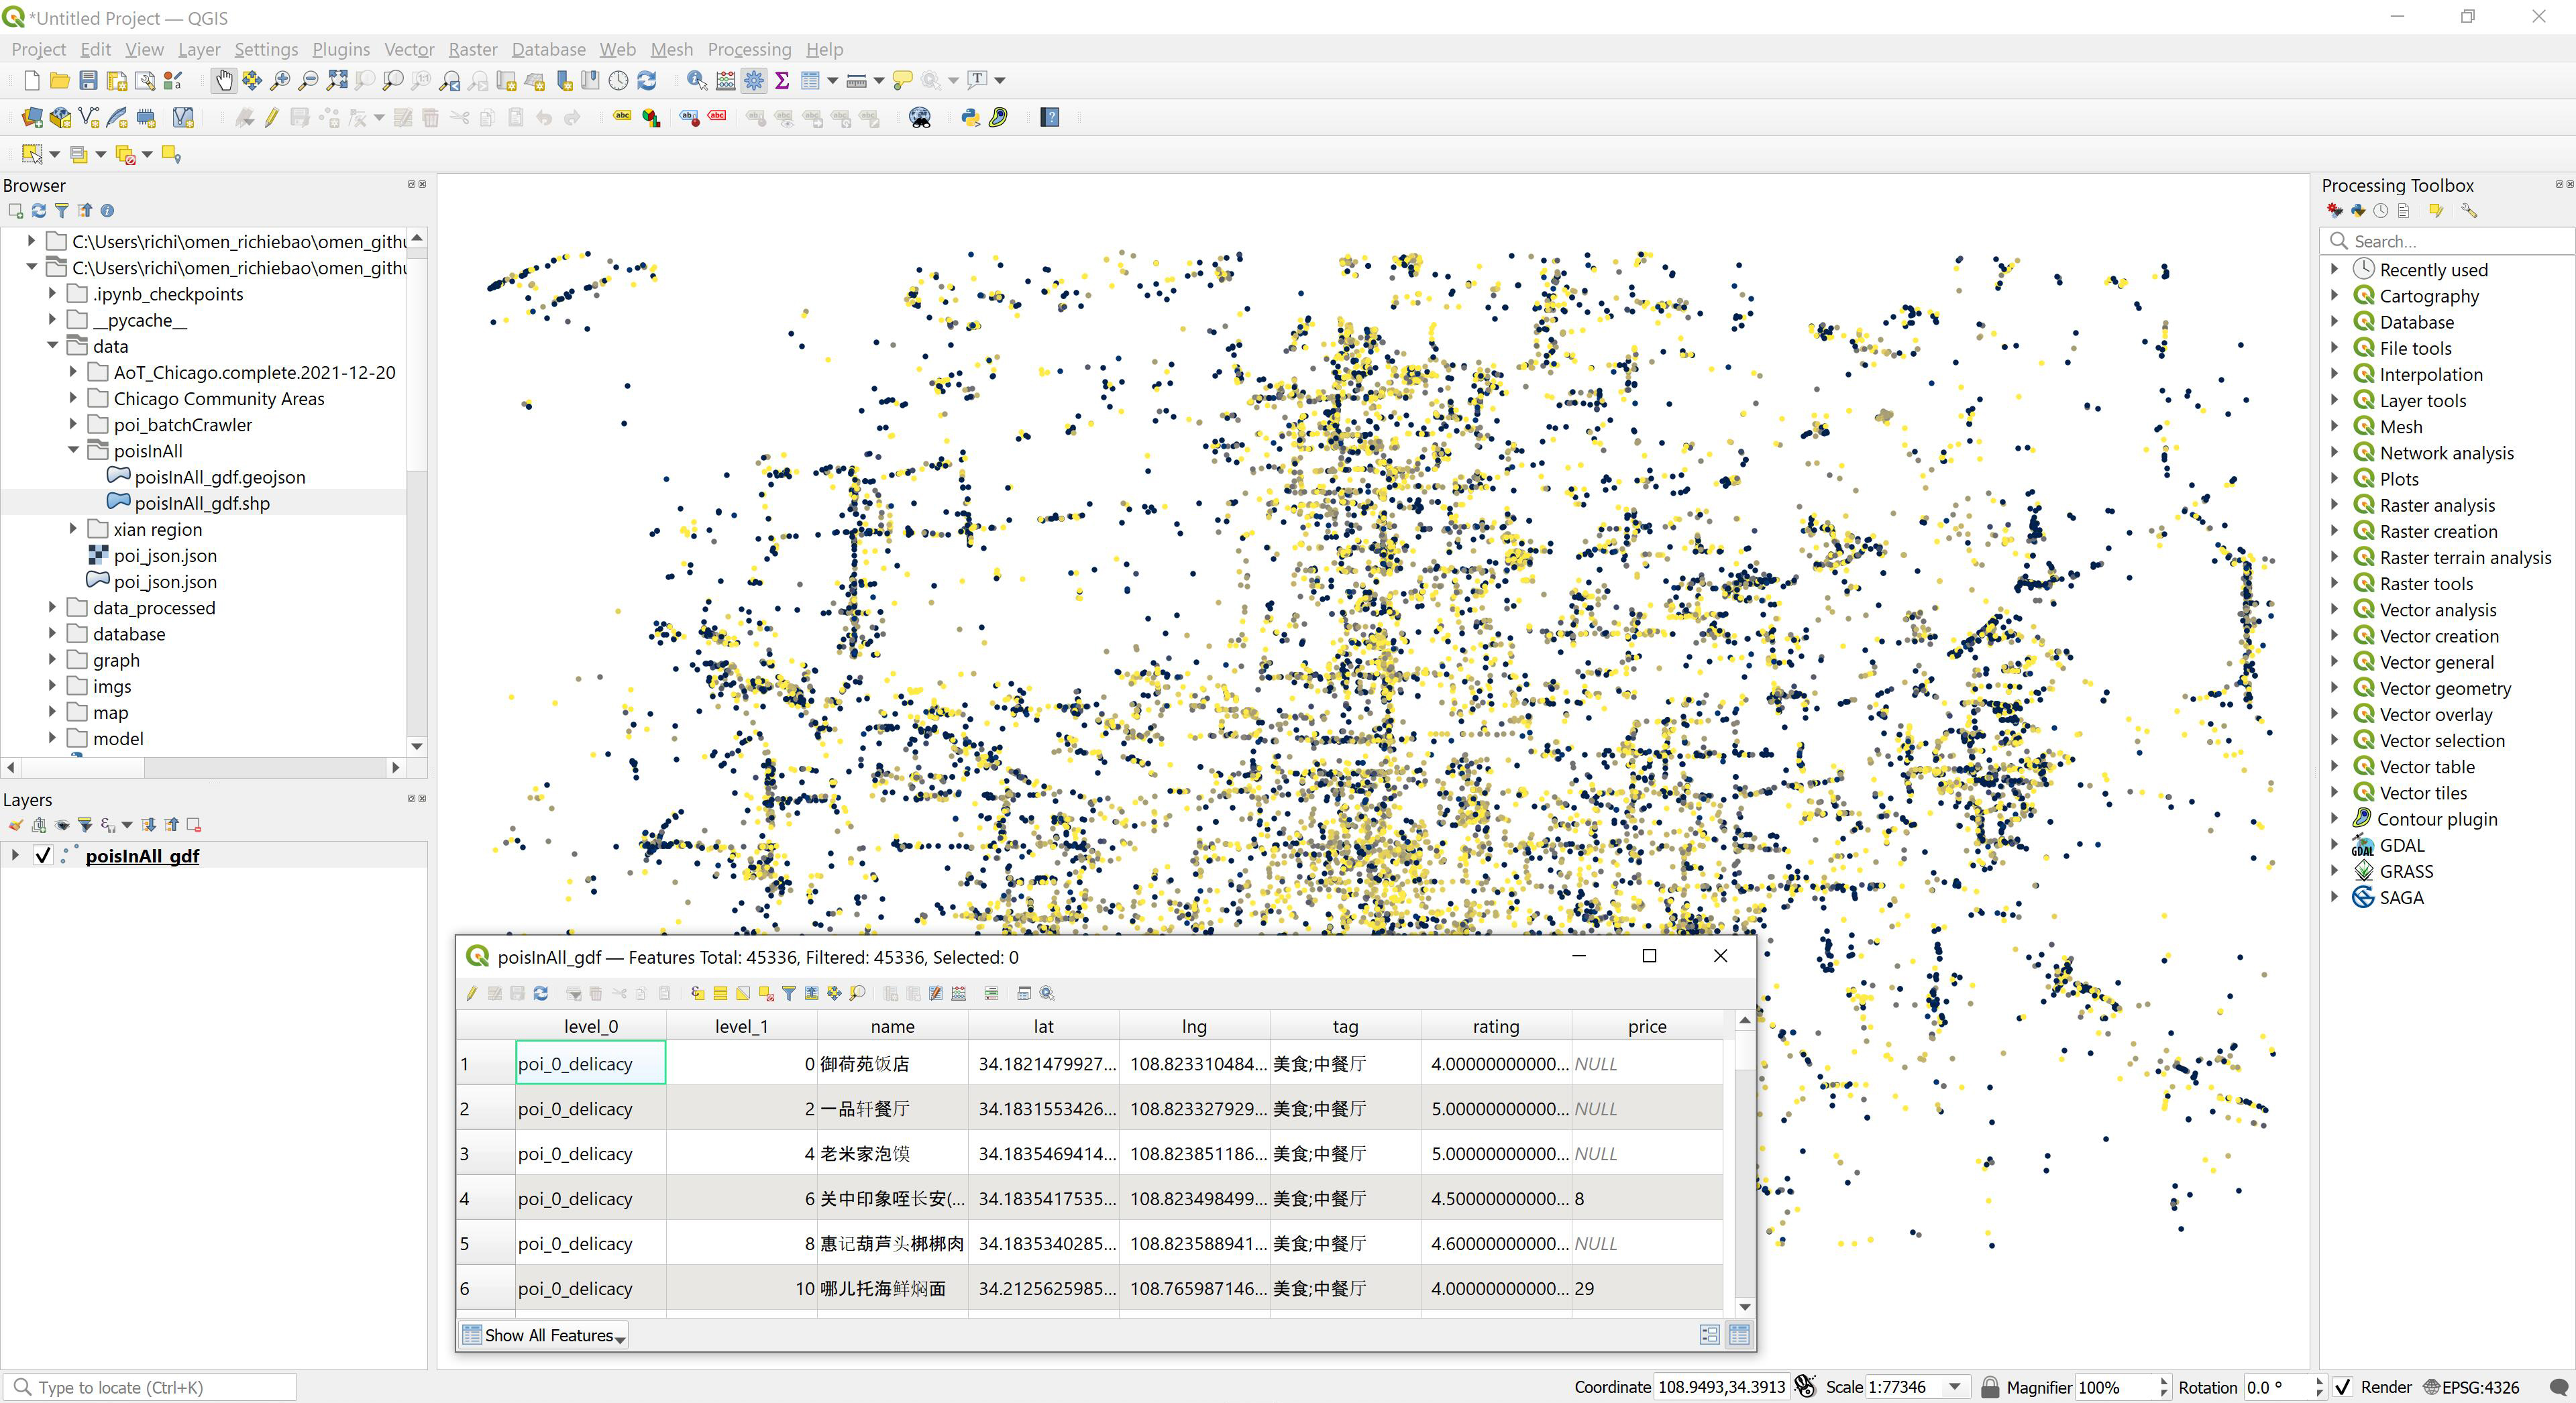 *Untitled Project — QGIS
Project Edit View Layer Settings Plugins Vector Raster Database Web Mesh Processing Help
Browser
C:\Users\richi\omen_richiebao\omen_githu
C:\Users\richi\omen_richiebao\omen_githu
.ipynb_checkpoints
__pycache__
data
AoT_Chicago.complete.2021-12-20
Chicago Community Areas
poi_batchCrawler
poisInAll
poisInAll_gdf.geojson
poisInAll_gdf.shp
xian region
poi_json.json
poi_json.json
data_processed
database
graph
imgs
map
model
Layers
poisInAll_gdf
poisInAll_gdf — Features Total: 45336, Filtered: 45336, Selected: 0
level_0 level_1 name lat lng tag rating price
1 poi_0_delicacy 0 御荷苑饭店 34.1821479927... 108.823310484... 美食;中餐厅 4.00000000000... NULL
2 poi_0_delicacy 2 一品轩餐厅 34.1831553426... 108.823327929... 美食;中餐厅 5.00000000000... NULL
3 poi_0_delicacy 4 老米家泡馍 34.1835469414... 108.823851186... 美食;中餐厅 5.00000000000... NULL
4 poi_0_delicacy 6 关中印象咥长安(... 34.1835417535... 108.823498499... 美食;中餐厅 4.50000000000... 8
5 poi_0_delicacy 8 惠记葫芦头梆梆肉 34.1835340285... 108.823588941... 美食;中餐厅 4.60000000000... NULL
6 poi_0_delicacy 10 哪儿托海鲜焖面 34.2125625985... 108.765987146... 美食;中餐厅 4.00000000000... 29
Show All Features
Processing Toolbox
Search...
Recently used
Cartography
Database
File tools
Interpolation
Layer tools
Mesh
Network analysis
Plots
Raster analysis
Raster creation
Raster terrain analysis
Raster tools
Vector analysis
Vector creation
Vector general
Vector geometry
Vector overlay
Vector selection
Vector table
Vector tiles
Contour plugin
GDAL
GRASS
SAGA
Type to locate (Ctrl+K)
Coordinate 108.9493,34.3913 Scale 1:77346 Magnifier 100% Rotation 0.0 ° Render EPSG:4326